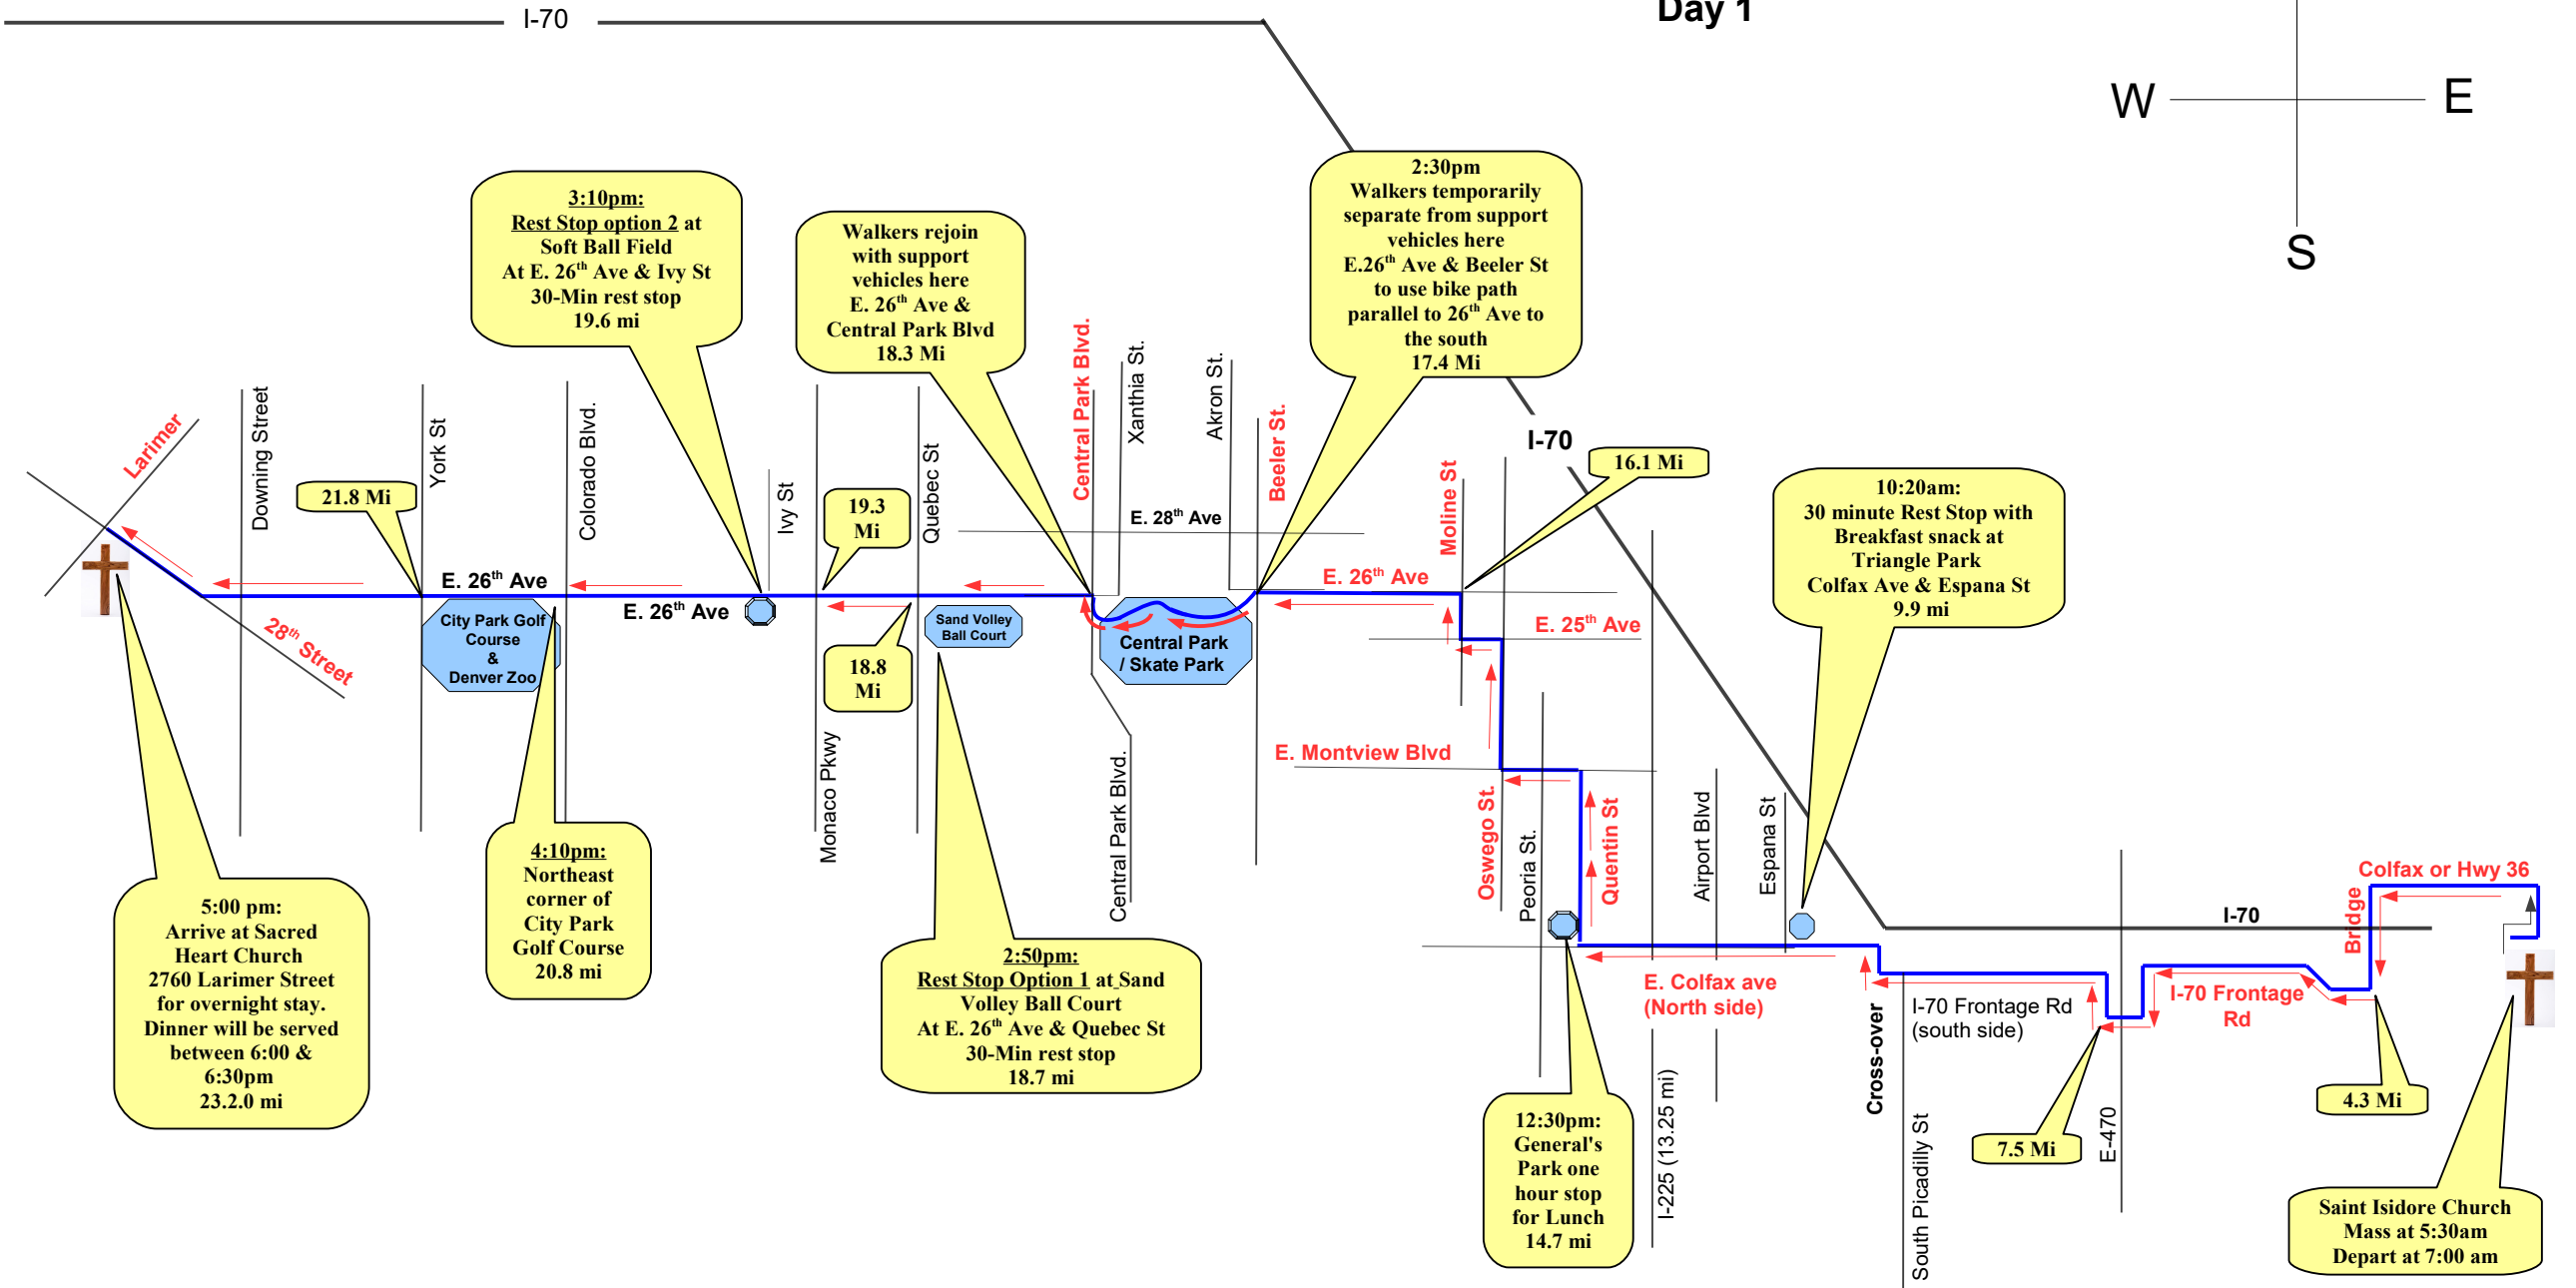 Day 1
I-70
W
E
S
3:10pm:
Rest Stop option 2 at
Soft Ball Field
At E. 26th Ave & Ivy St
30-Min rest stop
19.6 mi
Walkers rejoin
with support
vehicles here
E. 26th Ave &
Central Park Blvd
18.3 Mi
2:30pm
Walkers temporarily
separate from support
vehicles here
E.26th Ave & Beeler St
to use bike path
parallel to 26th Ave to
the south
17.4 Mi
Larimer
Downing Street
York St
Colorado Blvd.
Ivy St
Quebec St
Central Park Blvd.
Xanthia St.
Akron St.
Beeler St.
Moline St
I-70
16.1 Mi
21.8 Mi
19.3
Mi
E. 28th Ave
10:20am:
30 minute Rest Stop with
Breakfast snack at
Triangle Park
Colfax Ave & Espana St
9.9 mi
E. 26th Ave
E. 26th Ave
E. 26th Ave
28th Street
City Park Golf
Course
&
Denver Zoo
Sand Volley
Ball Court
Central Park
/ Skate Park
E. 25th Ave
18.8
Mi
E. Montview Blvd
Monaco Pkwy
Central Park Blvd.
Oswego St.
Peoria St.
Quentin St
Airport Blvd
Espana St
4:10pm:
Northeast
corner of
City Park
Golf Course
20.8 mi
Colfax or Hwy 36
Bridge
I-70
5:00 pm:
Arrive at Sacred
Heart Church
2760 Larimer Street
for overnight stay.
Dinner will be served
between 6:00 &
6:30pm
23.2.0 mi
2:50pm:
Rest Stop Option 1 at Sand
Volley Ball Court
At E. 26th Ave & Quebec St
30-Min rest stop
18.7 mi
E. Colfax ave
(North side)
Cross-over
I-70 Frontage Rd
(south side)
I-70 Frontage
Rd
12:30pm:
General's
Park one
hour stop
for Lunch
14.7 mi
I-225 (13.25 mi)
South Picadilly St
7.5 Mi
E-470
4.3 Mi
Saint Isidore Church
Mass at 5:30am
Depart at 7:00 am